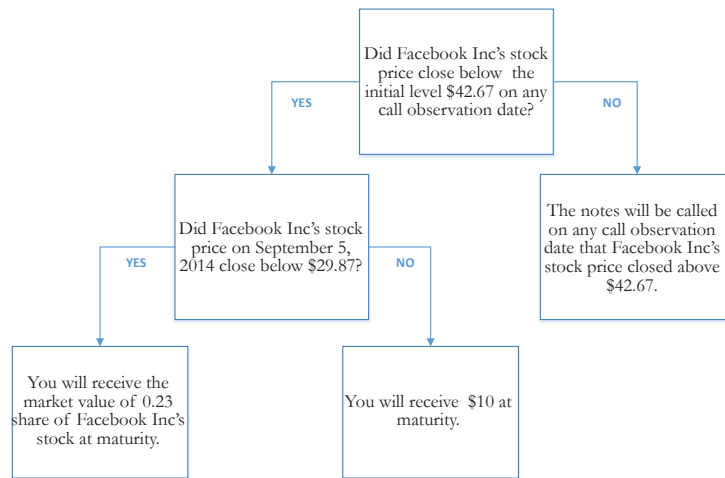 Did Facebook Inc's stock
price close below the
initial level $42.67 on any
call observation date?
YES
NO
Did Facebook Inc's stock
price on September 5,
2014 close below $29.87?
The notes will be called
on any call observation
date that Facebook Inc's
stock price closed above
$42.67.
YES
NO
You will receive the
market value of 0.23
share of Facebook Inc's
stock at maturity.
You will receive $10 at
maturity.